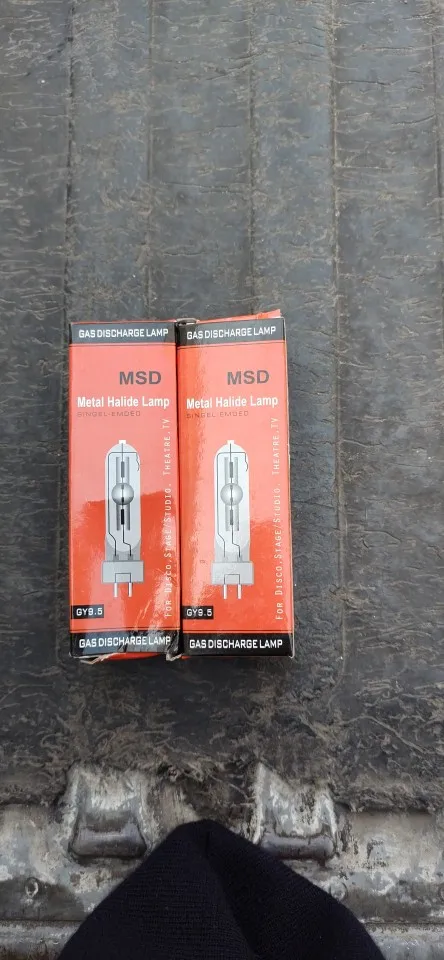 GAS DISCHARGE LAMP
MSD
Metal Halide Lamp
SINGEL-EMDED
FOR DISCO,STAGE/STUDIO, THEATRE,TV
GY9.5
GAS DISCHARGE LAMP
GAS DISCHARGE LAMP
MSD
Metal Halide Lamp
SINGEL-EMDED
FOR DISCO,STAGE/STUDIO, THEATRE,TV
GY9.5
GAS DISCHARGE LAMP